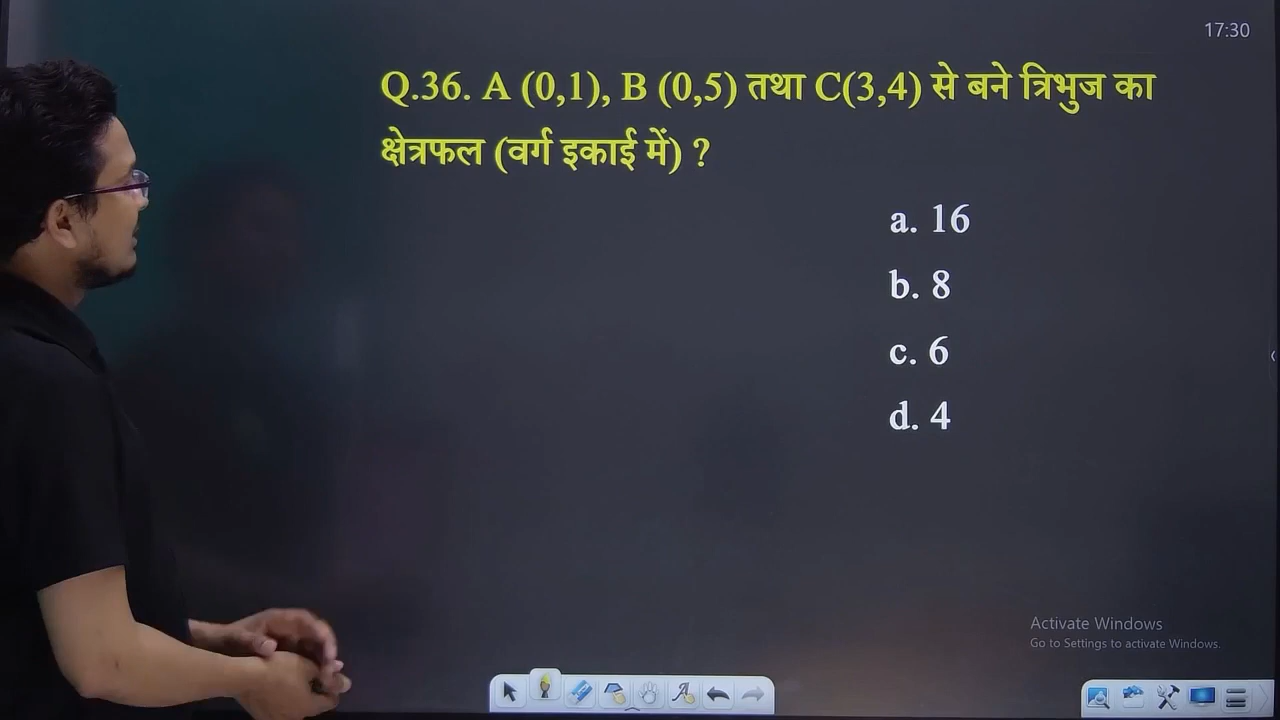 17:30
Q.36. A (0,1), B (0,5) तथा C(3,4) से बने त्रिभुज का
क्षेत्रफल (वर्ग इकाई में) ?
a. 16
b. 8
c. 6
d. 4
Activate Windows
Go to Settings to activate Windows.